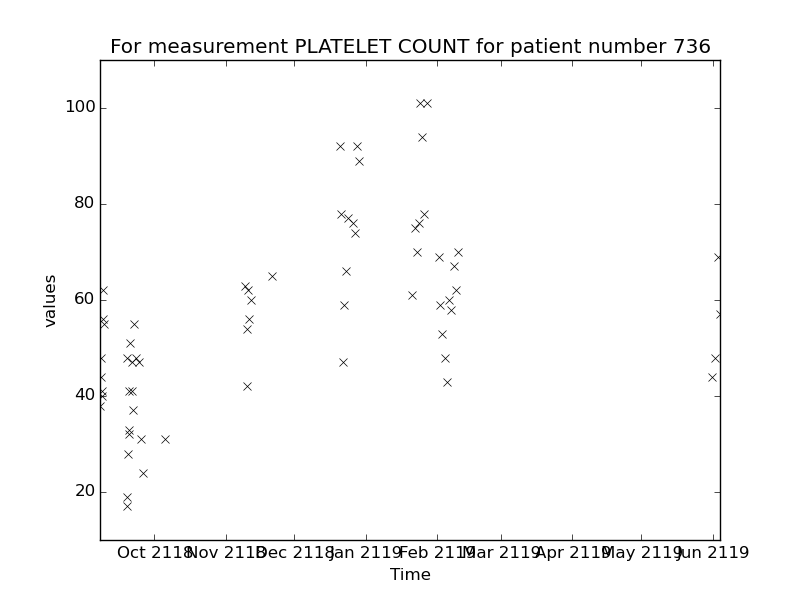 For measurement PLATELET COUNT for patient number 736
values
100
80
60
40
20
Oct 2118 Nov 2118 Dec 2118 Jan 2119 Feb 2119 Mar 2119 Apr 2119 May 2119 Jun 2119
Time